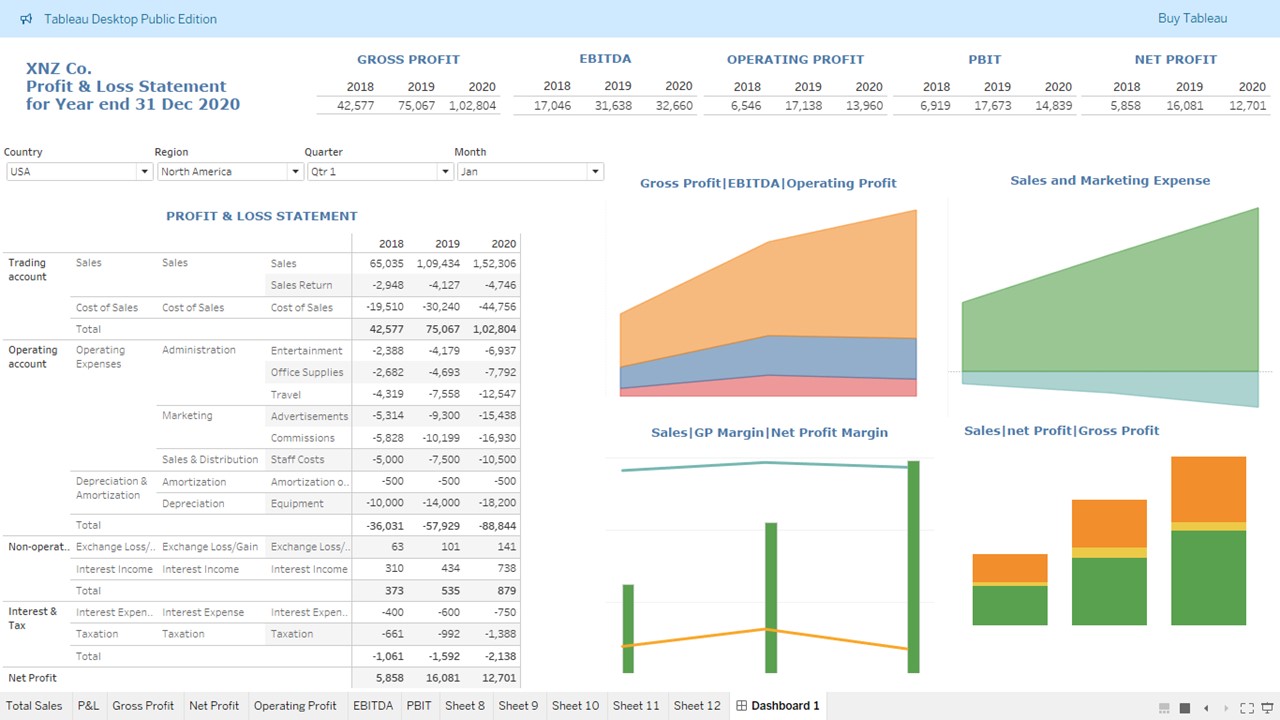 Tableau Desktop Public Edition
Buy Tableau
XNZ Co.
Profit & Loss Statement
for Year end 31 Dec 2020
GROSS PROFIT
2018 2019 2020
42,577 75,067 1,02,804
EBITDA
2018 2019 2020
17,046 31,638 32,660
OPERATING PROFIT
2018 2019 2020
6,546 17,138 13,960
PBIT
2018 2019 2020
6,919 17,673 14,839
NET PROFIT
2018 2019 2020
5,858 16,081 12,701
Country Region Quarter Month
USA North America Qtr 1 Jan
PROFIT & LOSS STATEMENT
2018 2019 2020
Trading account Sales Sales Sales 65,035 1,09,434 1,52,306
Sales Return -2,948 -4,127 -4,746
Cost of Sales Cost of Sales Cost of Sales -19,510 -30,240 -44,756
Total 42,577 75,067 1,02,804
Operating account Operating Expenses Administration Entertainment -2,388 -4,179 -6,937
Office Supplies -2,682 -4,693 -7,792
Travel -4,319 -7,558 -12,547
Marketing Advertisements -5,314 -9,300 -15,438
Commissions -5,828 -10,199 -16,930
Sales & Distribution Staff Costs -5,000 -7,500 -10,500
Depreciation & Amortization Amortization Amortization o.. -500 -500 -500
Depreciation Equipment -10,000 -14,000 -18,200
Total -36,031 -57,929 -88,844
Non-operat.. Exchange Loss/.. Exchange Loss/Gain Exchange Loss/.. 63 101 141
Interest Income Interest Income Interest Income 310 434 738
Total 373 535 879
Interest & Tax Interest Expen.. Interest Expense Interest Expen.. -400 -600 -750
Taxation Taxation Taxation -661 -992 -1,388
Total -1,061 -1,592 -2,138
Net Profit 5,858 16,081 12,701
Gross Profit|EBITDA|Operating Profit
Sales and Marketing Expense
Sales|GP Margin|Net Profit Margin
Sales|net Profit|Gross Profit
Total Sales P&L Gross Profit Net Profit Operating Profit EBITDA PBIT Sheet 8 Sheet 9 Sheet 10 Sheet 11 Sheet 12 Dashboard 1